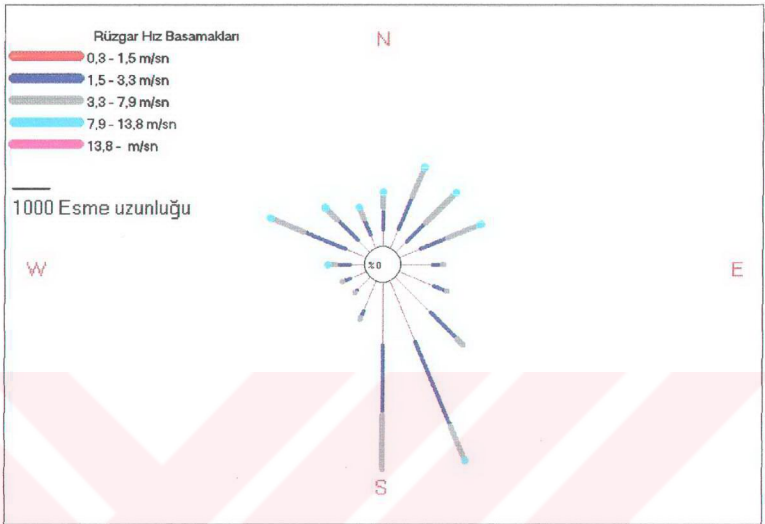 Rüzgar Hız Basamakları
0,3 - 1,5 m/sn
1,5 - 3,3 m/sn
3,3 - 7,9 m/sn
7,9 - 13,8 m/sn
13,8 - m/sn
1000 Esme uzunluğu
N
W
%0
E
S